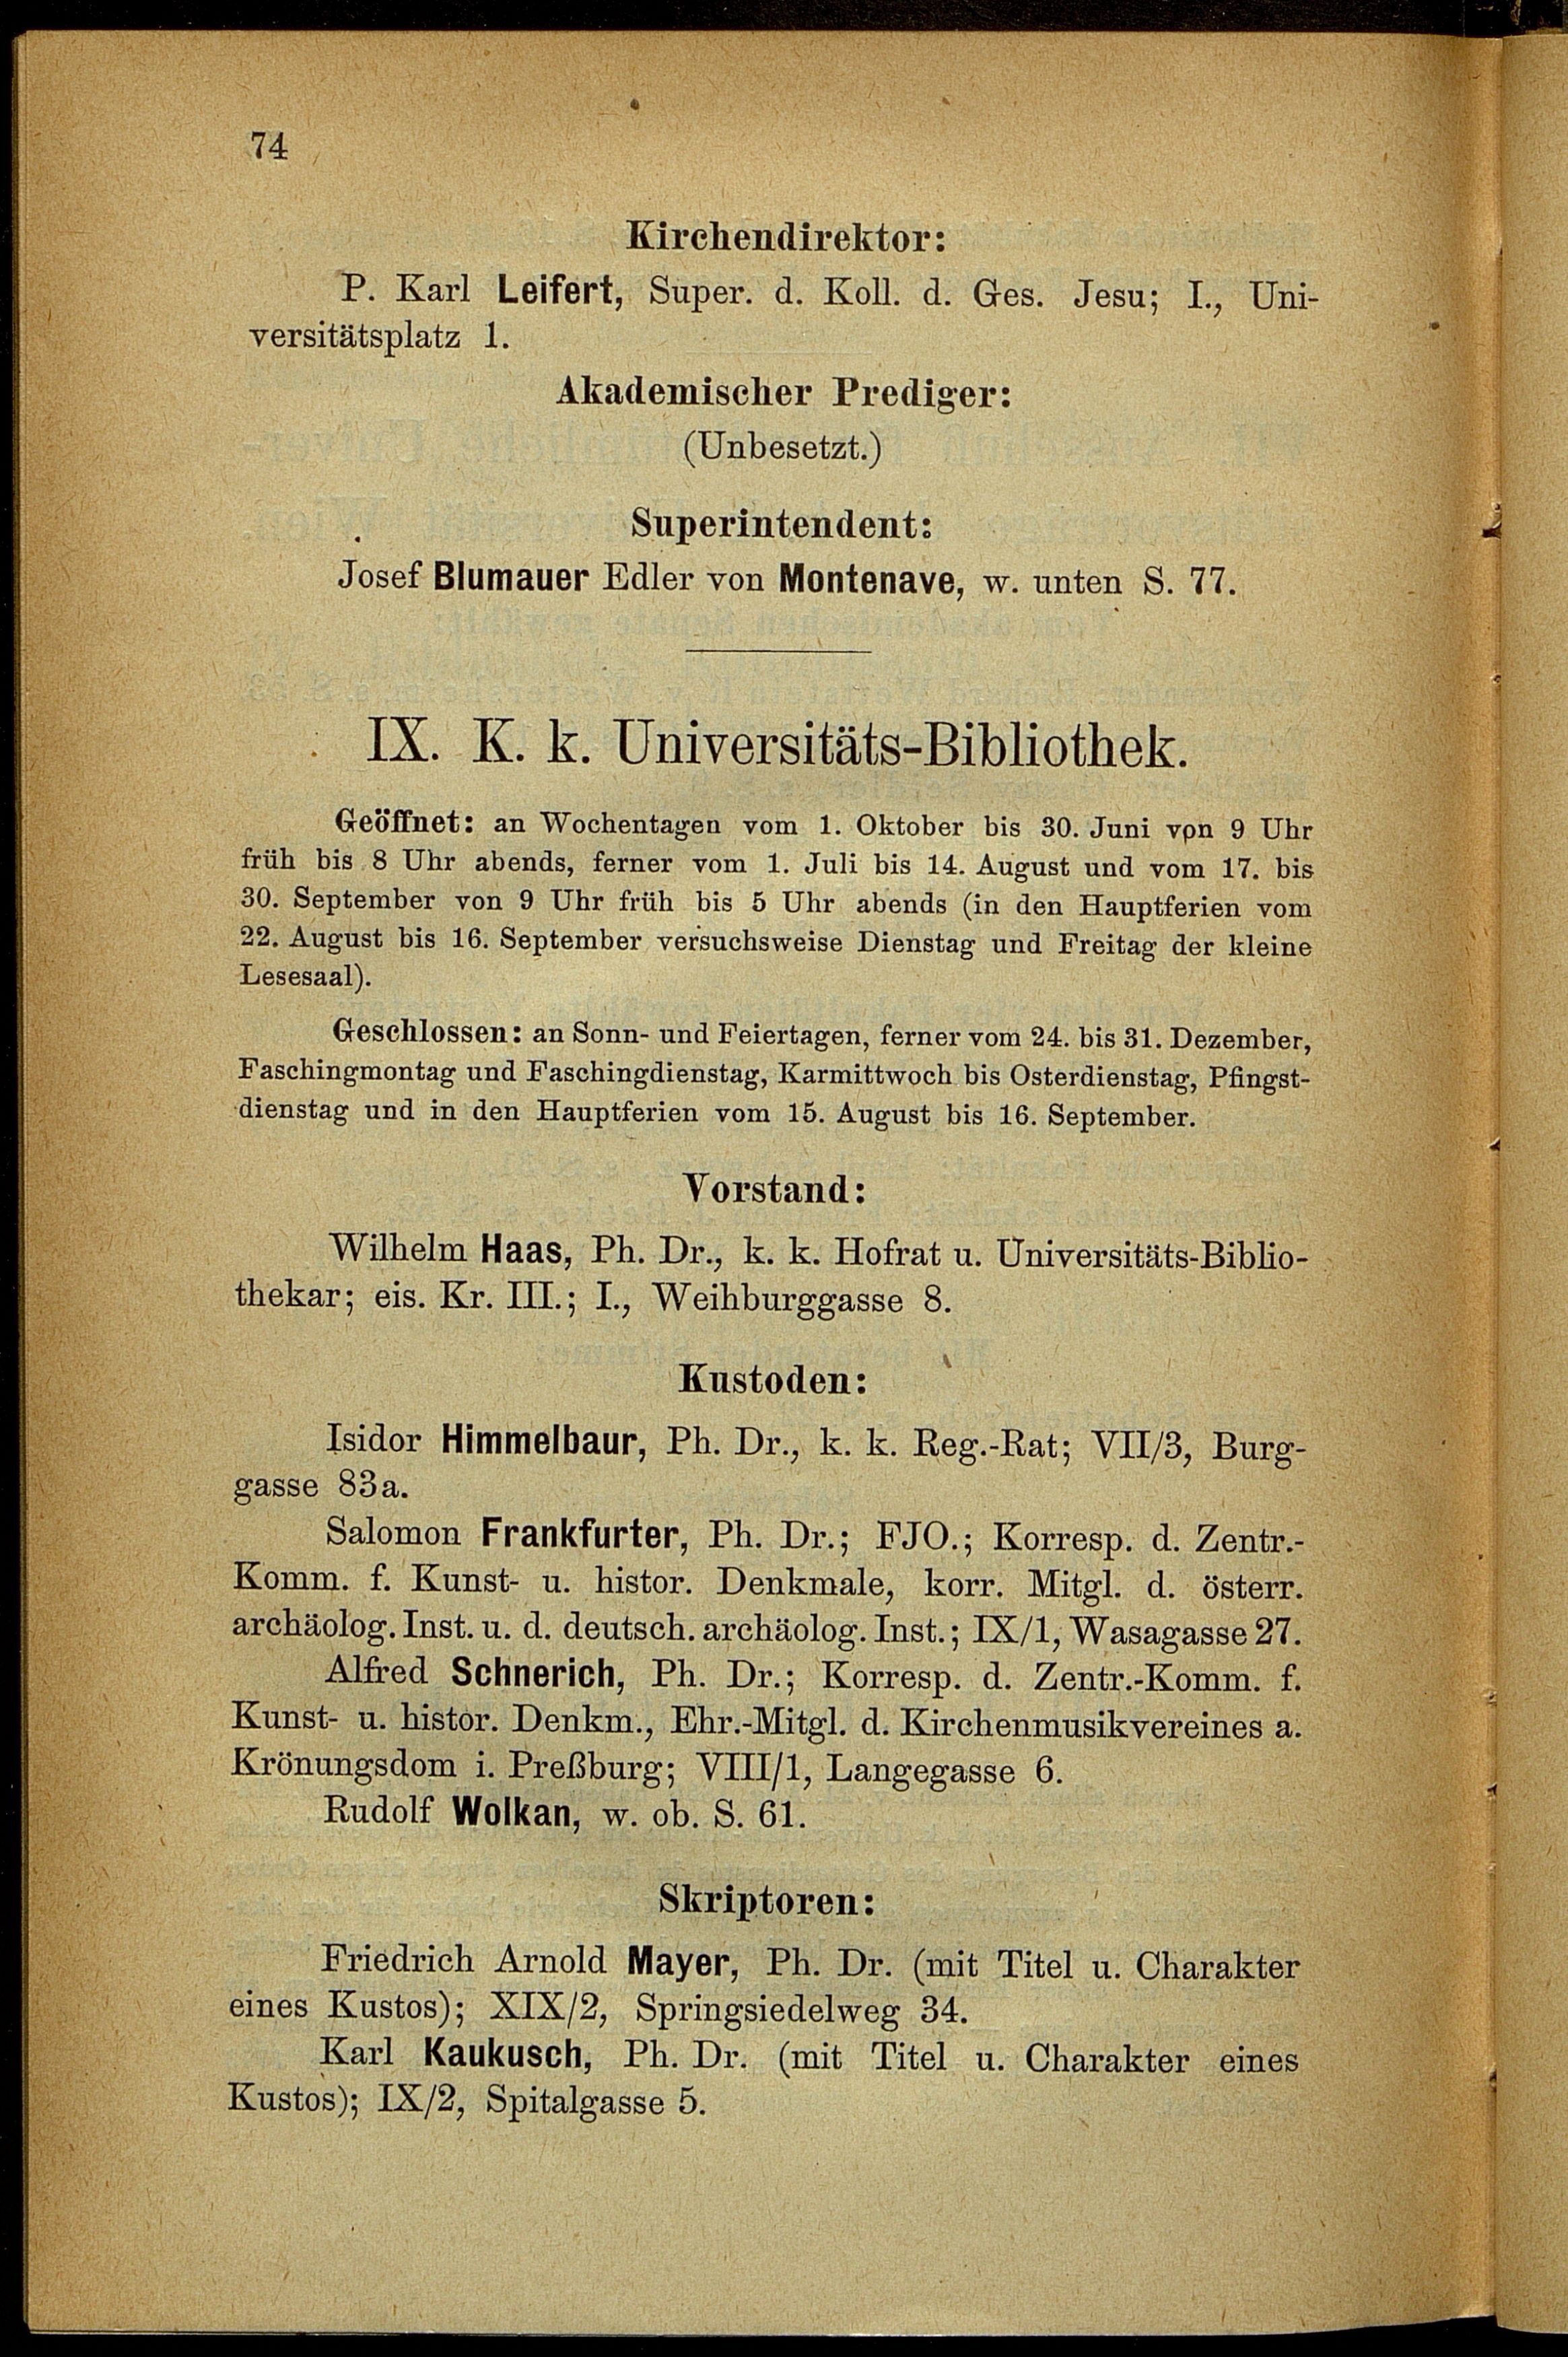 74
Kirchendirektor:
P. Karl Leifert, Super. d. Koll. d. Ges. Jesu; I., Uni-
versitätsplatz 1.
Akademischer Prediger:
(Unbesetzt.)
Superintendent:
Josef Blumauer Edler von Montenave, w. unten S. 77.
IX. K. k. Universitäts-Bibliothek.
Geöffnet: an Wochentagen vom 1. Oktober bis 30. Juni von 9 Uhr
früh bis 8 Uhr abends, ferner vom 1. Juli bis 14. August und vom 17. bis
30. September von 9 Uhr früh bis 5 Uhr abends (in den Hauptferien vom
22. August bis 16. September versuchsweise Dienstag und Freitag der kleine
Lesesaal).
Geschlossen: an Sonn- und Feiertagen, ferner vom 24. bis 31. Dezember,
Faschingmontag und Faschingdienstag, Karmittwoch bis Osterdienstag, Pfingst-
dienstag und in den Hauptferien vom 15. August bis 16. September.
Vorstand:
Wilhelm Haas, Ph. Dr., k. k. Hofrat u. Universitäts-Biblio-
thekar; eis. Kr. III.; I., Weihburggasse 8.
Kustoden:
Isidor Himmelbaur, Ph. Dr., k. k. Reg.-Rat; VII/3, Burg-
gasse 83a.
Salomon Frankfurter, Ph. Dr.; FJO.; Korresp. d. Zentr.-
Komm. f. Kunst- u. histor. Denkmale, korr. Mitgl. d. österr.
archäolog. Inst. u. d. deutsch. archäolog. Inst.; IX/1, Wasagasse 27.
Alfred Schnerich, Ph. Dr.; Korresp. d. Zentr.-Komm. f.
Kunst- u. histor. Denkm., Ehr.-Mitgl. d. Kirchenmusikvereines a.
Krönungsdom i. Preßburg; VIII/1, Langegasse 6.
Rudolf Wolkan, w. ob. S. 61.
Skriptoren:
Friedrich Arnold Mayer, Ph. Dr. (mit Titel u. Charakter
eines Kustos); XIX/2, Springsiedelweg 34.
Karl Kaukusch, Ph. Dr. (mit Titel u. Charakter eines
Kustos); IX/2, Spitalgasse 5.